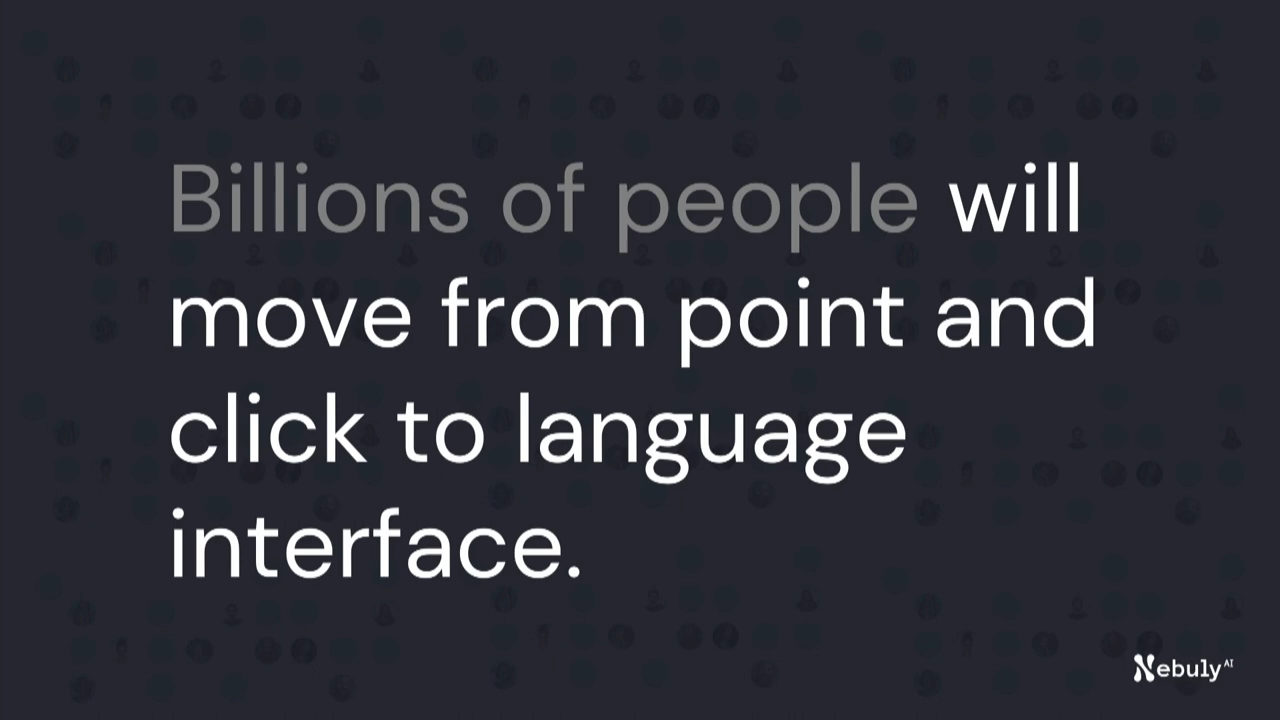 Billions of people will
move from point and
click to language
interface.
Nebuly AI